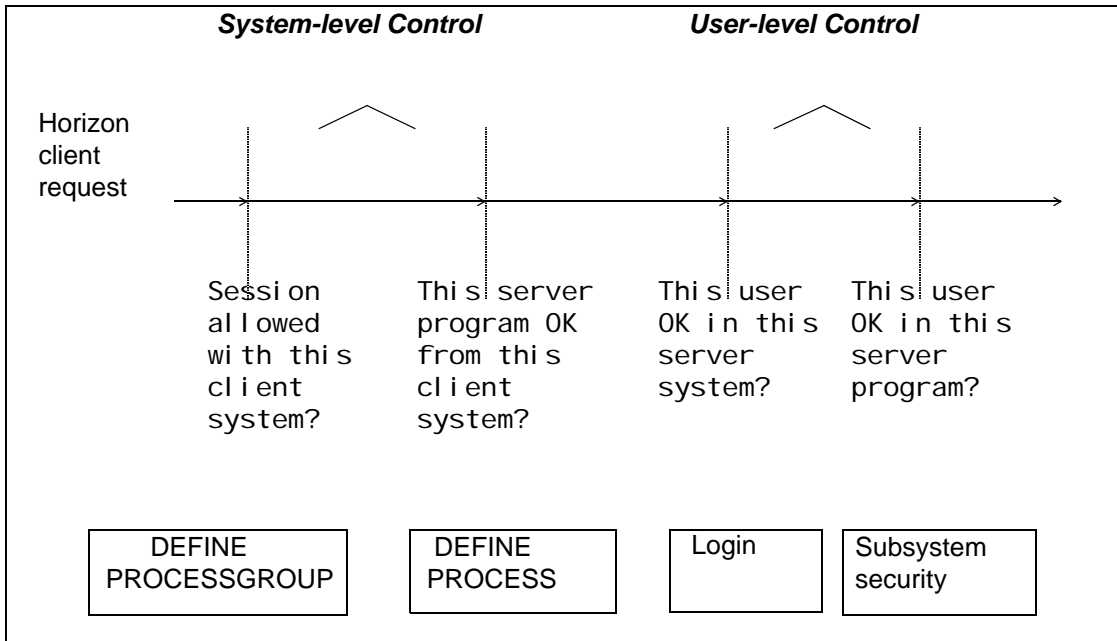 System-level Control
User-level Control
Horizon
client
request
Session
allowed
with this
client
system?
This server
program OK
from this
client
system?
This user
OK in this
server
system?
This user
OK in this
server
program?
DEFINE
PROCESSGROUP
DEFINE
PROCESS
Login
Subsystem
security